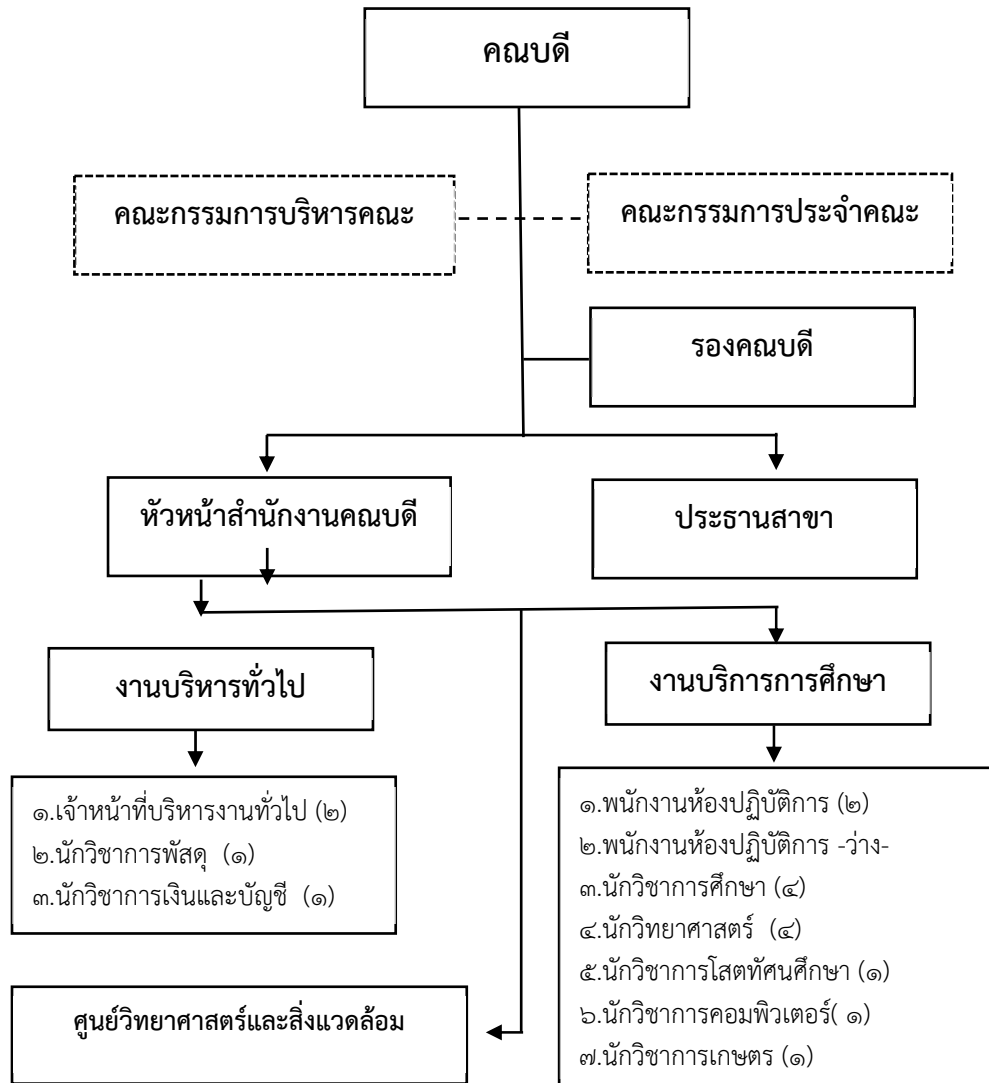 คณบดี
คณะกรรมการบริหารคณะ
คณะกรรมการประจำคณะ
รองคณบดี
หัวหน้าสำนักงานคณบดี
ประธานสาขา
งานบริหารทั่วไป
งานบริการการศึกษา
๑.เจ้าหน้าที่บริหารงานทั่วไป (๒)
๒.นักวิชาการพัสดุ (๑)
๓.นักวิชาการเงินและบัญชี (๑)
๑.พนักงานห้องปฏิบัติการ (๒)
๒.พนักงานห้องปฏิบัติการ -ว่าง-
๓.นักวิชาการศึกษา (๔)
๔.นักวิทยาศาสตร์ (๔)
๕.นักวิชาการโสตทัศนศึกษา (๑)
๖.นักวิชาการคอมพิวเตอร์( ๑)
๗.นักวิชาการเกษตร (๑)
ศูนย์วิทยาศาสตร์และสิ่งแวดล้อม